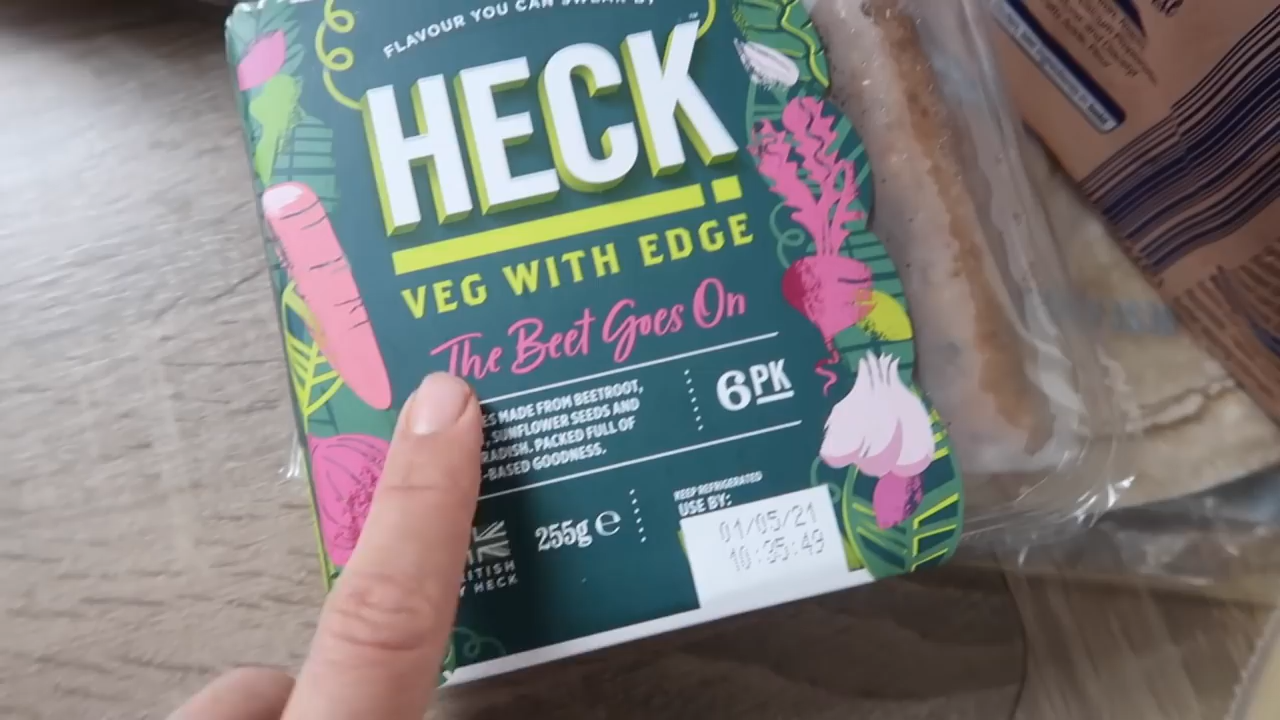 FLAVOUR YOU CAN SWEAR BY
HECK
VEG WITH EDGE
The Beet Goes On
MADE FROM BEETROOT,
SUNFLOWER SEEDS AND
RADISH. PACKED FULL OF
-BASED GOODNESS.
6PK
255g e
KEEP REFRIGERATED
USE BY:
01/05/21
10:35:49
HECK